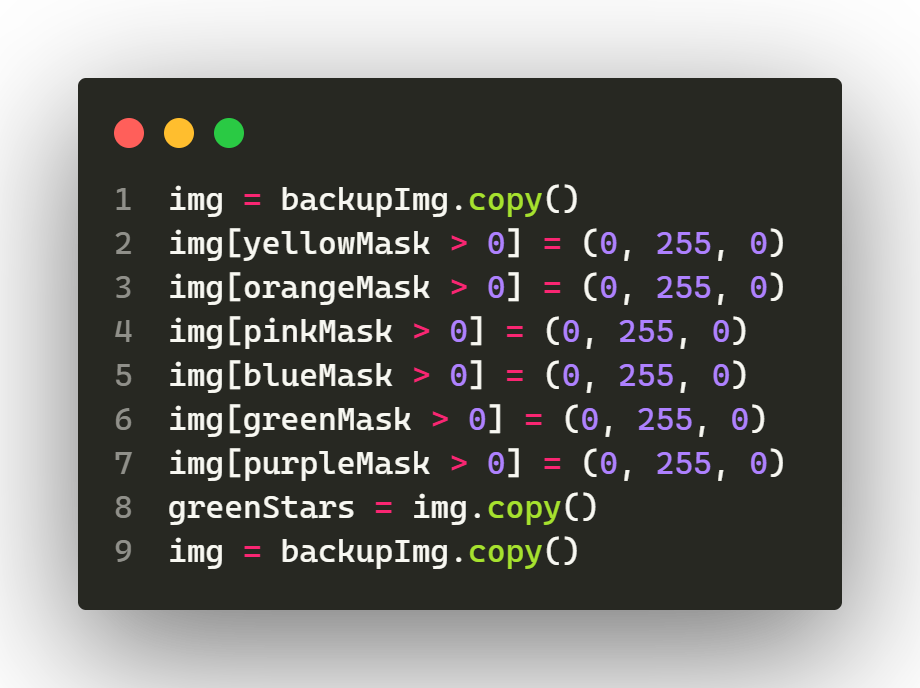 1 img = backupImg.copy()
2 img[yellowMask > 0] = (0, 255, 0)
3 img[orangeMask > 0] = (0, 255, 0)
4 img[pinkMask > 0] = (0, 255, 0)
5 img[blueMask > 0] = (0, 255, 0)
6 img[greenMask > 0] = (0, 255, 0)
7 img[purpleMask > 0] = (0, 255, 0)
8 greenStars = img.copy()
9 img = backupImg.copy()